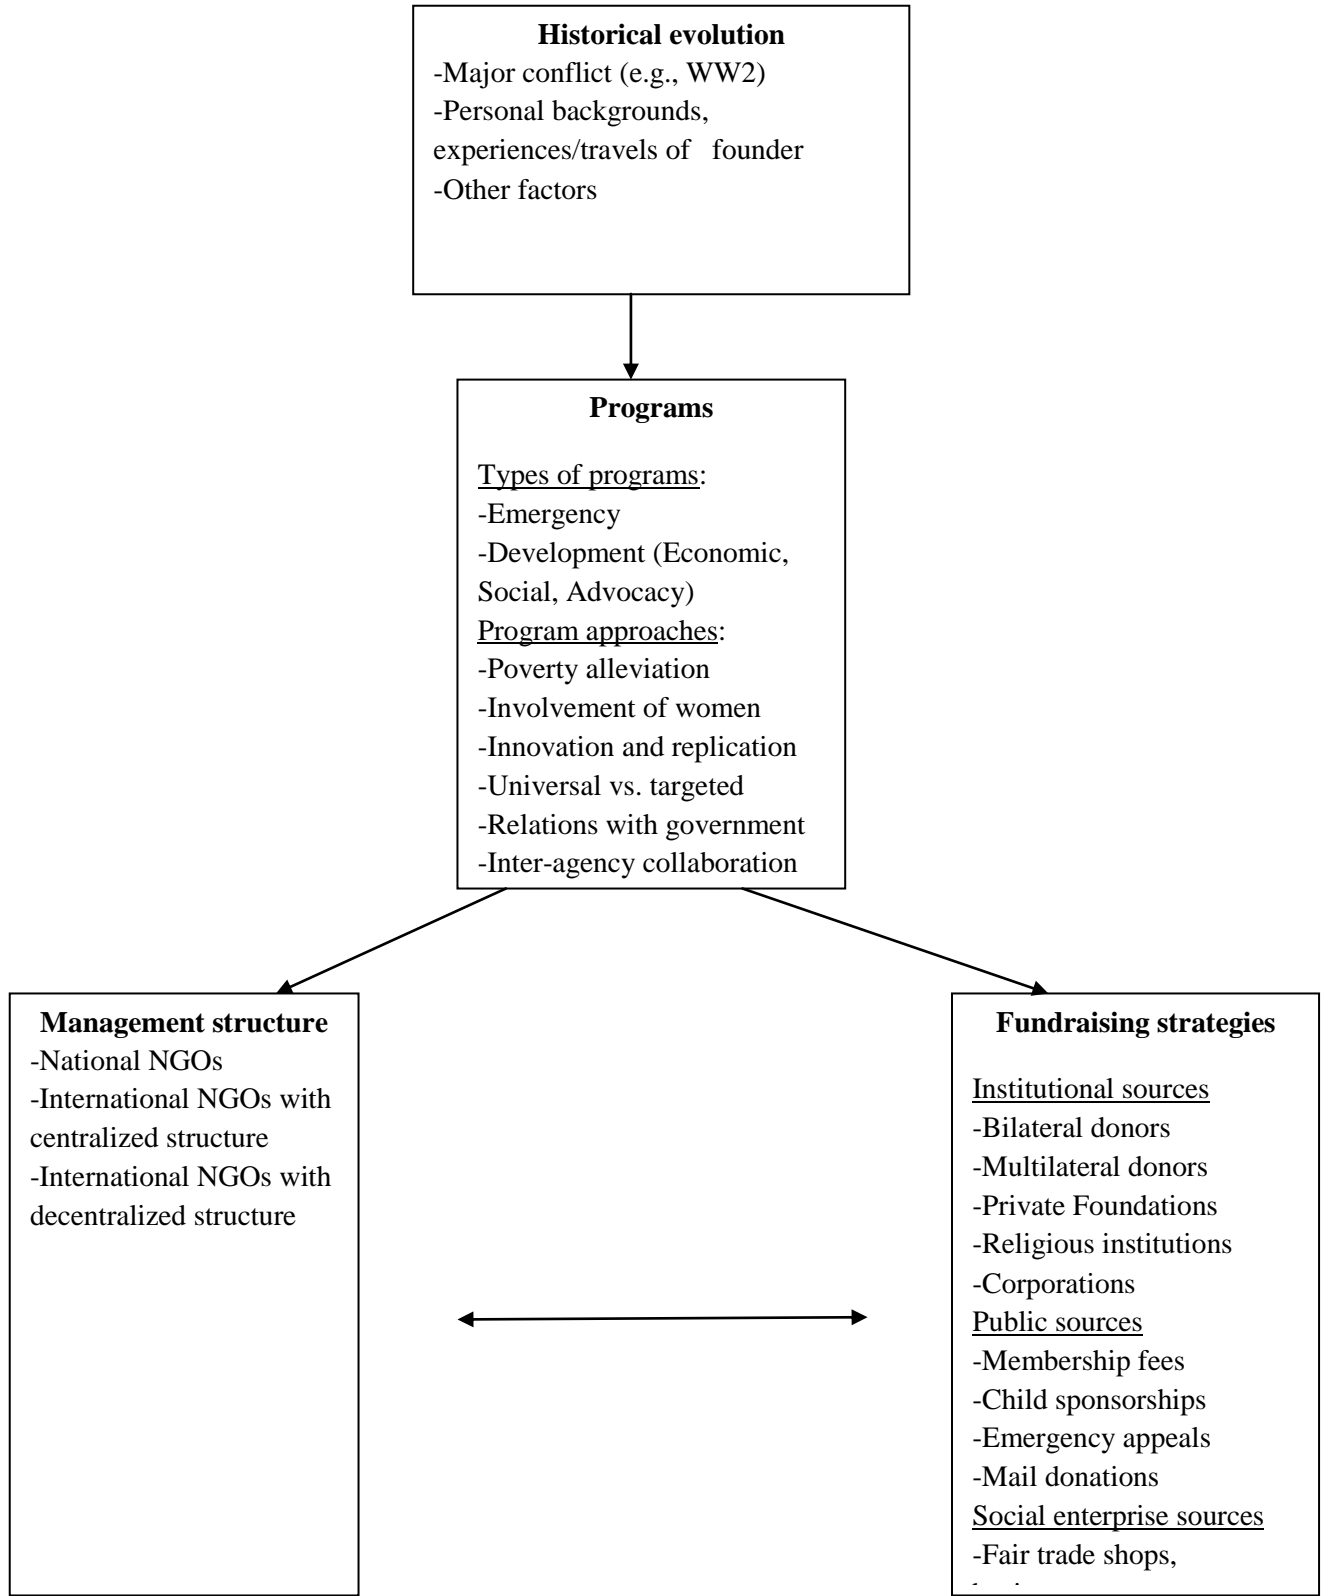 Historical evolution
-Major conflict (e.g., WW2)
-Personal backgrounds,
experiences/travels of founder
-Other factors
Programs
Types of programs:
-Emergency
-Development (Economic,
Social, Advocacy)
Program approaches:
-Poverty alleviation
-Involvement of women
-Innovation and replication
-Universal vs. targeted
-Relations with government
-Inter-agency collaboration
Management structure
-National NGOs
-International NGOs with
centralized structure
-International NGOs with
decentralized structure
Fundraising strategies
Institutional sources
-Bilateral donors
-Multilateral donors
-Private Foundations
-Religious institutions
-Corporations
Public sources
-Membership fees
-Child sponsorships
-Emergency appeals
-Mail donations
Social enterprise sources
-Fair trade shops,